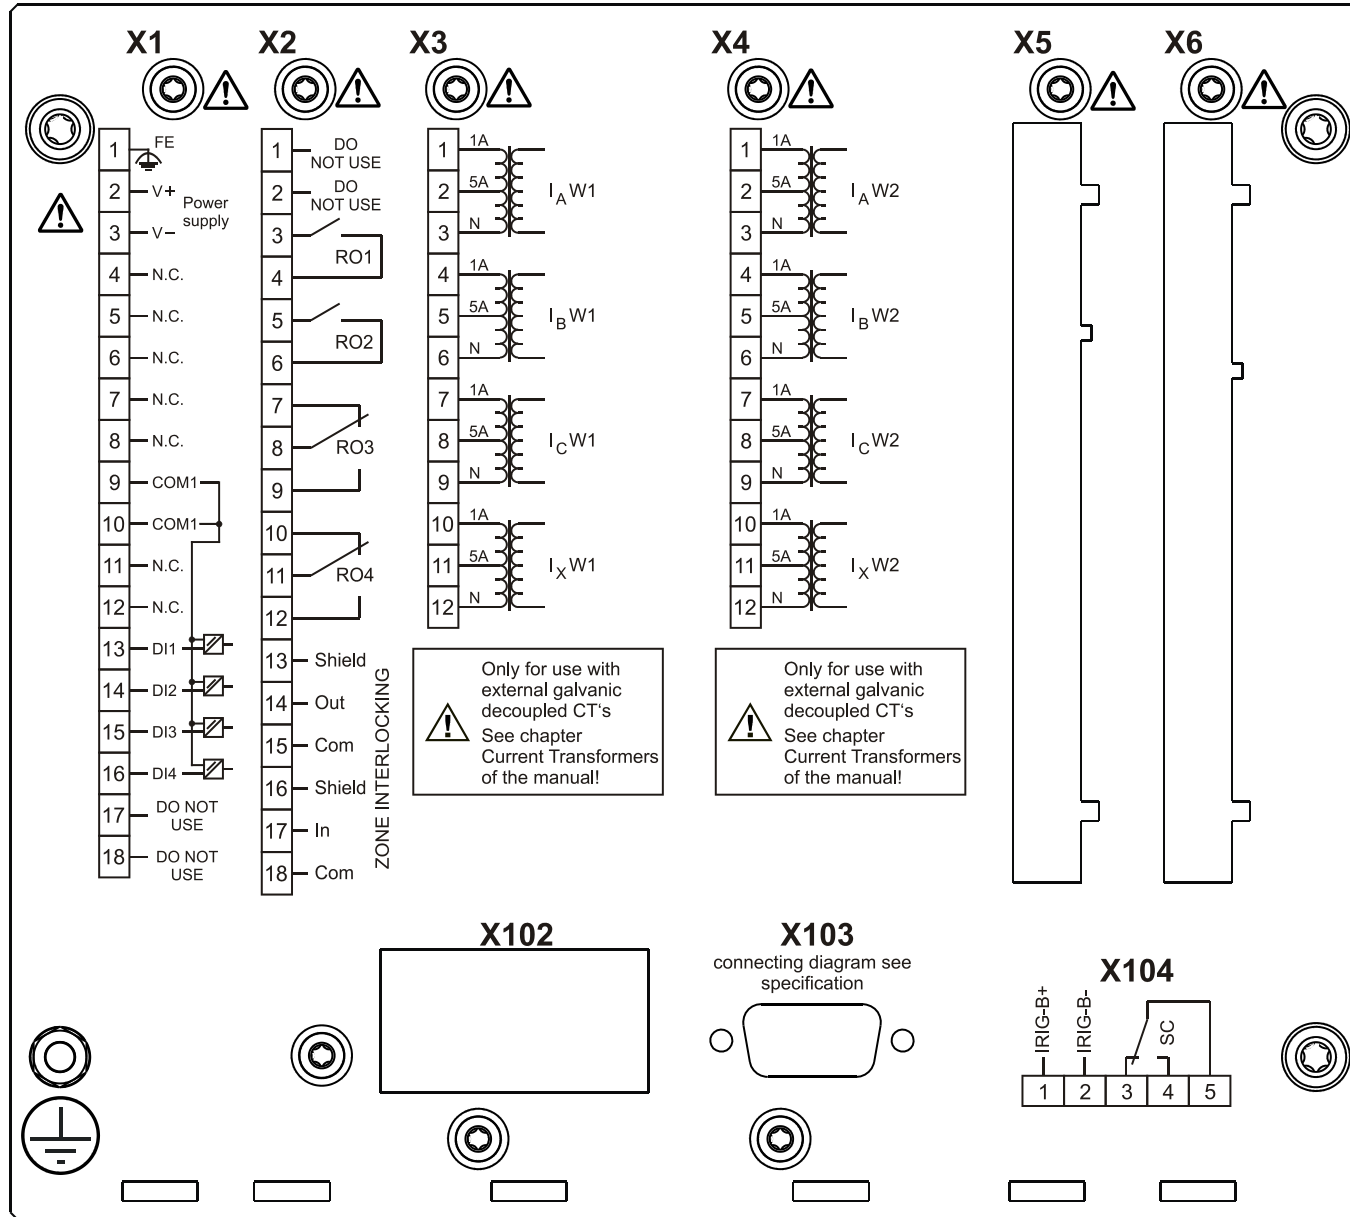 X1
X2
X3
X4
X5
X6
1 FE
2 V+
Power
supply
3 V–
4 N.C.
5 N.C.
6 N.C.
7 N.C.
8 N.C.
9 COM1
10 COM1
11 N.C.
12 N.C.
13 DI1
14 DI2
15 DI3
16 DI4
17 DO NOT
USE
18 DO NOT
USE
1 DO
NOT USE
2 DO
NOT USE
3
RO1
4
5
RO2
6
7
8 RO3
9
10
11 RO4
12
13 Shield
14 Out
15 Com
16 Shield
17 In
18 Com
ZONE INTERLOCKING
1 1A
2 5A IA W1
3 N
4 1A
5 5A IB W1
6 N
7 1A
8 5A IC W1
9 N
10 1A
11 5A IX W1
12 N
Only for use with
external galvanic
decoupled CT‘s
See chapter
Current Transformers
of the manual!
1 1A
2 5A IA W2
3 N
4 1A
5 5A IB W2
6 N
7 1A
8 5A IC W2
9 N
10 1A
11 5A IX W2
12 N
Only for use with
external galvanic
decoupled CT‘s
See chapter
Current Transformers
of the manual!
X102
X103
connecting diagram see
specification
X104
IRIG-B+
IRIG-B-
SC
1 2 3 4 5